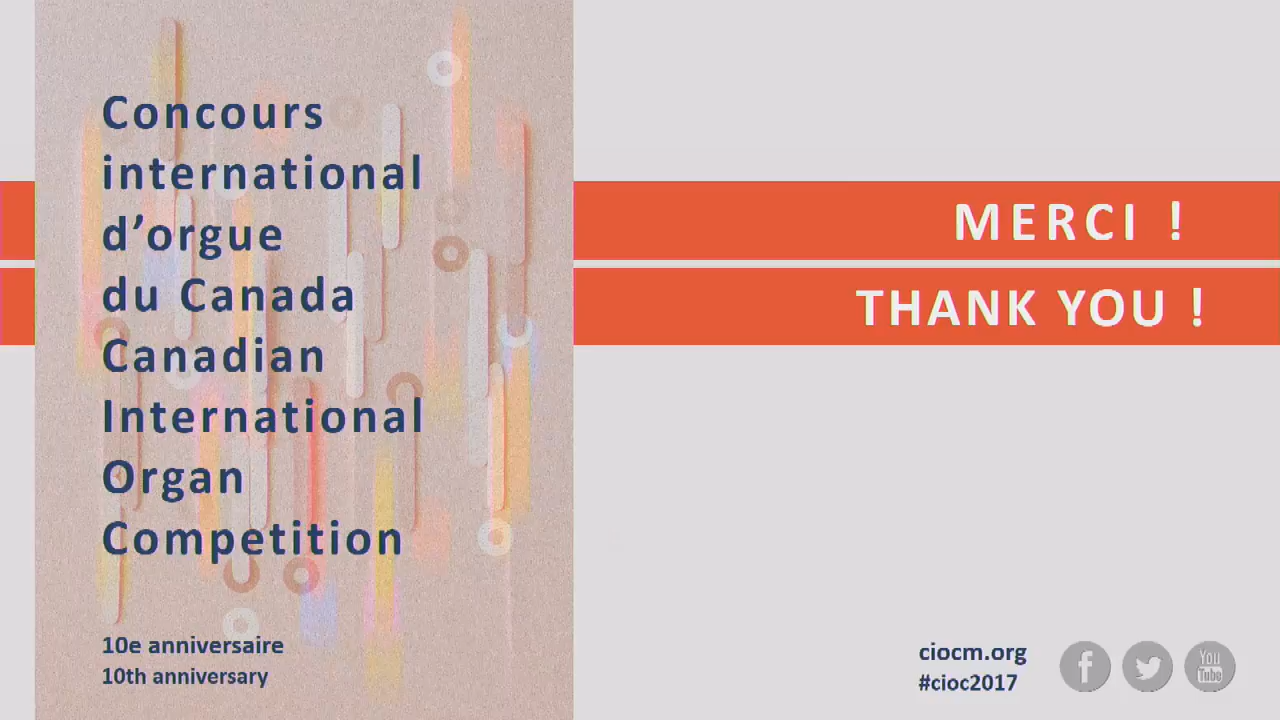 Concours
international
d’orgue
du Canada
Canadian
International
Organ
Competition
10e anniversaire
10th anniversary
MERCI !
THANK YOU !
ciocm.org
#cioc2017
f
You
Tube